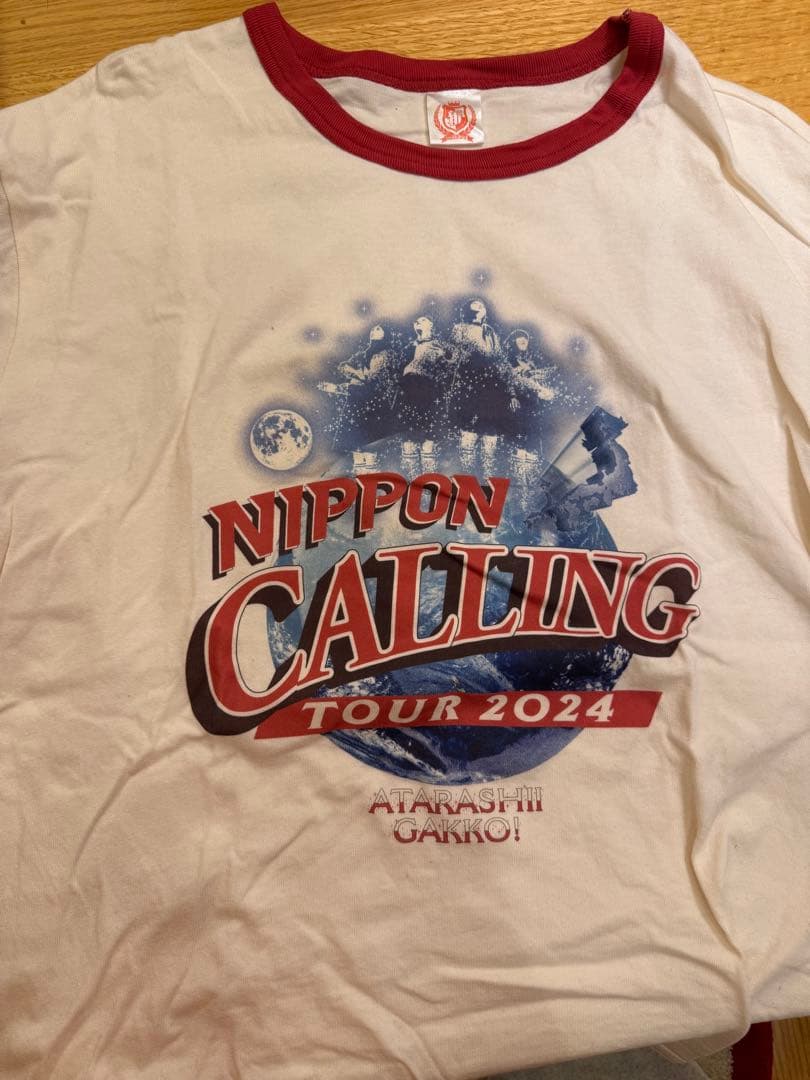 NIPPON
CALLING
TOUR 2024
ATARASHII
GAKKO!